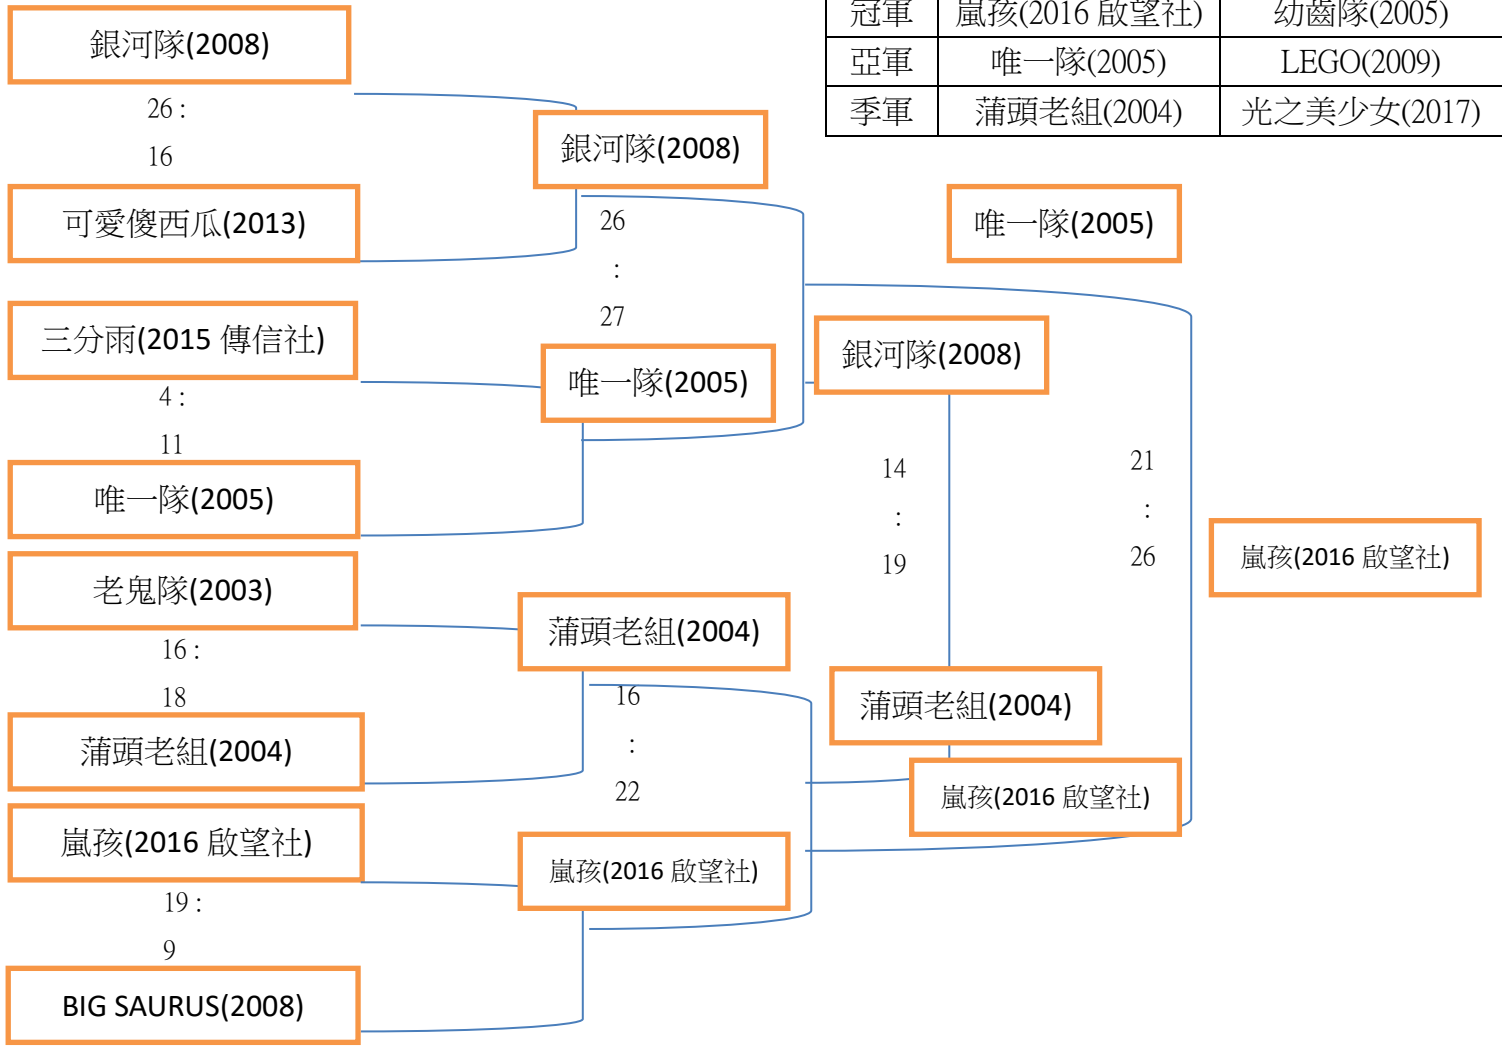 冠軍 嵐孩(2016 啟望社) 幼齒隊(2005)
亞軍 唯一隊(2005) LEGO(2009)
季軍 蒲頭老組(2004) 光之美少女(2017)
銀河隊(2008)
26 :
16
可愛傻西瓜(2013)
三分雨(2015 傳信社)
4 :
11
唯一隊(2005)
老鬼隊(2003)
16 :
18
蒲頭老組(2004)
嵐孩(2016 啟望社)
19 :
9
BIG SAURUS(2008)
銀河隊(2008)
26
:
27
唯一隊(2005)
蒲頭老組(2004)
16
:
22
嵐孩(2016 啟望社)
銀河隊(2008)
14
:
19
蒲頭老組(2004)
唯一隊(2005)
21
:
26
嵐孩(2016 啟望社)
嵐孩(2016 啟望社)